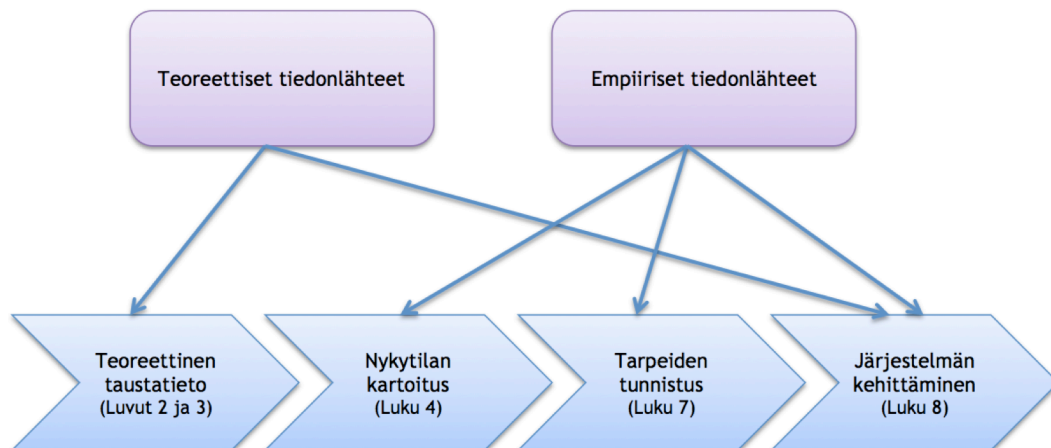 Teoreettiset tiedonlähteet
Empiiriset tiedonlähteet
Teoreettinen
taustatieto
(Luvut 2 ja 3)
Nykytilan
kartoitus
(Luku 4)
Tarpeiden
tunnistus
(Luku 7)
Järjestelmän
kehittäminen
(Luku 8)